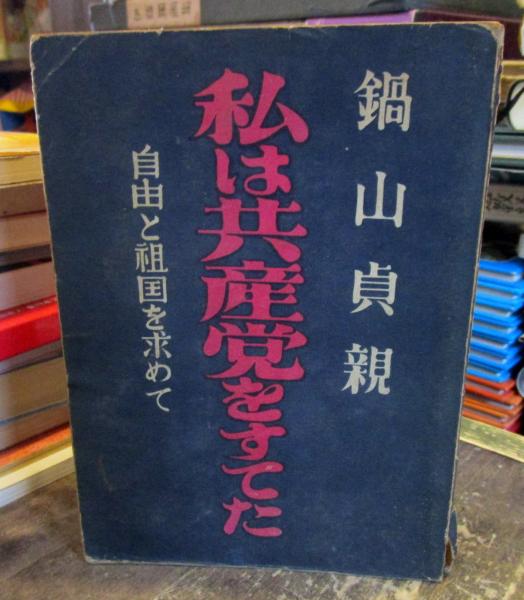 鍋山貞親
私は共産党をすてた
自由と祖国を求めて